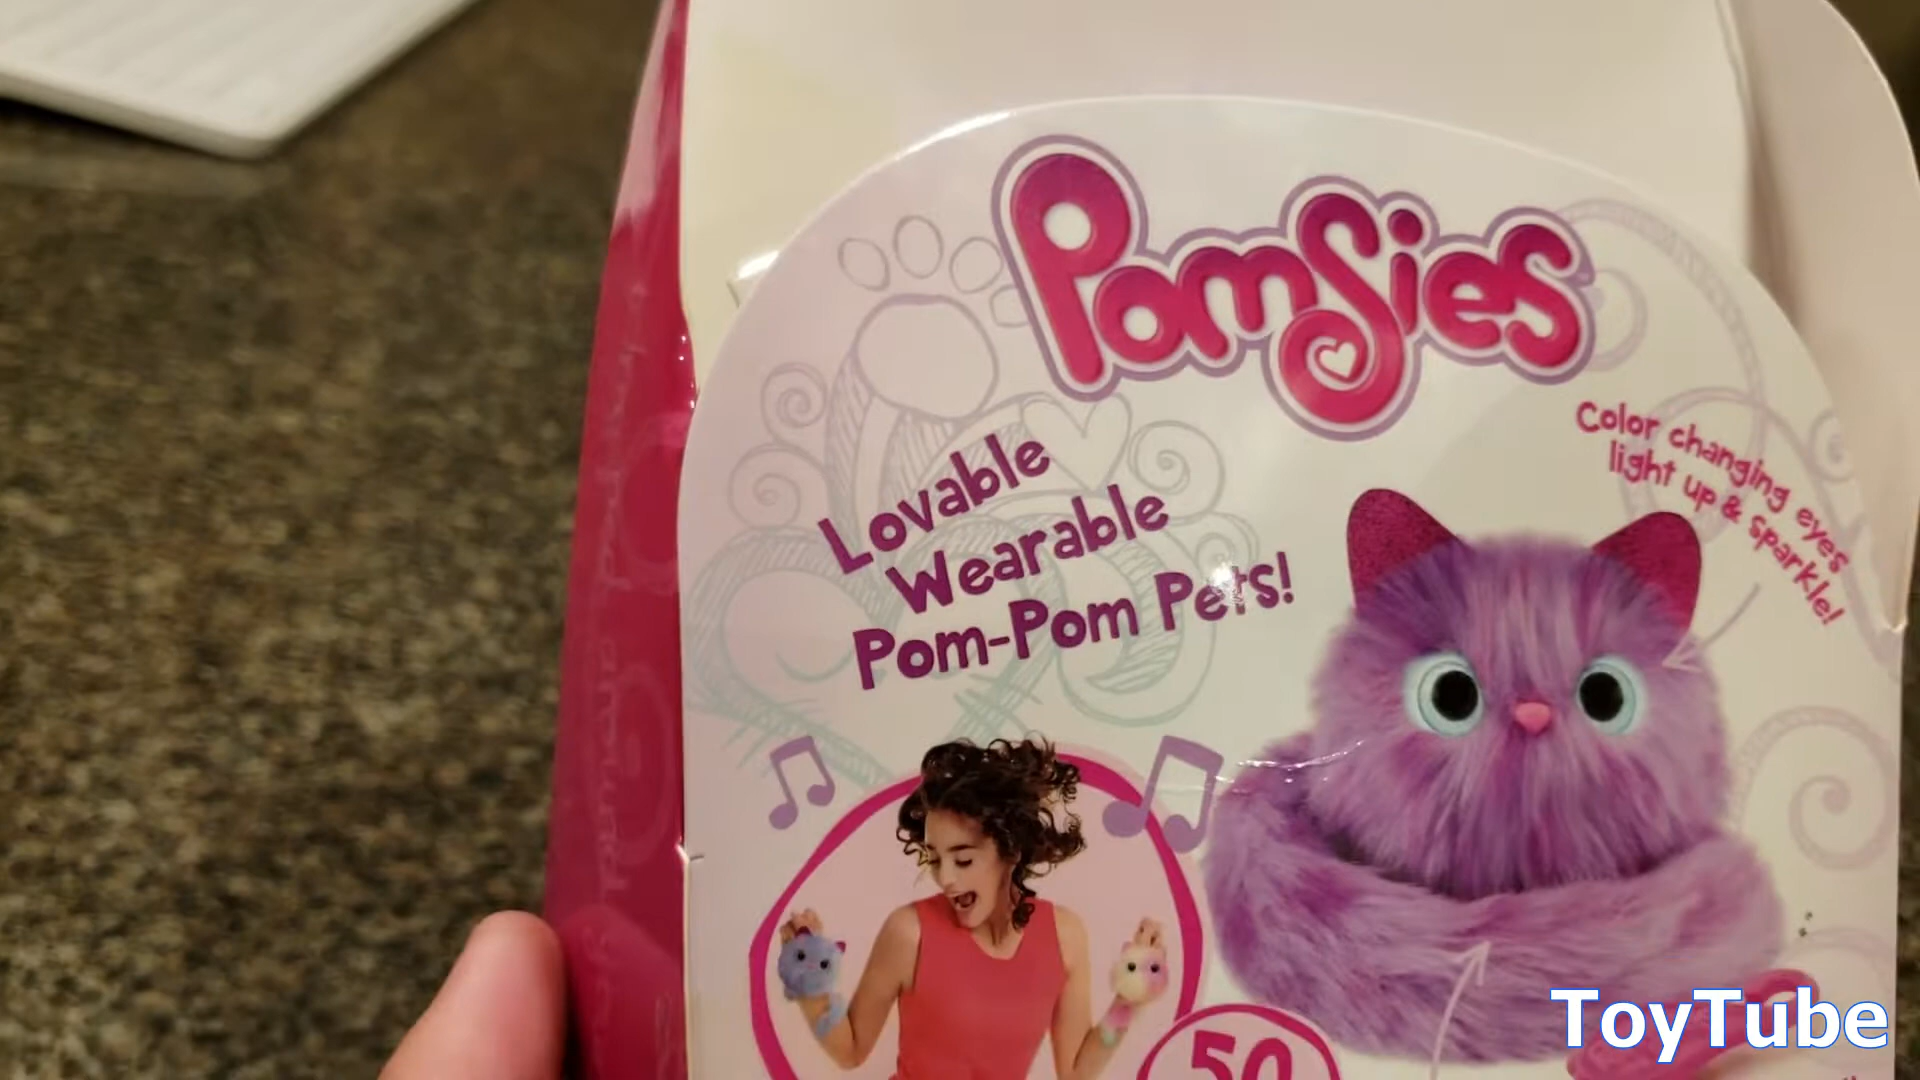 Pomsies
Color changing eyes
light up & sparkle!
Lovable
Wearable
Pom-Pom Pets!
50
ToyTube